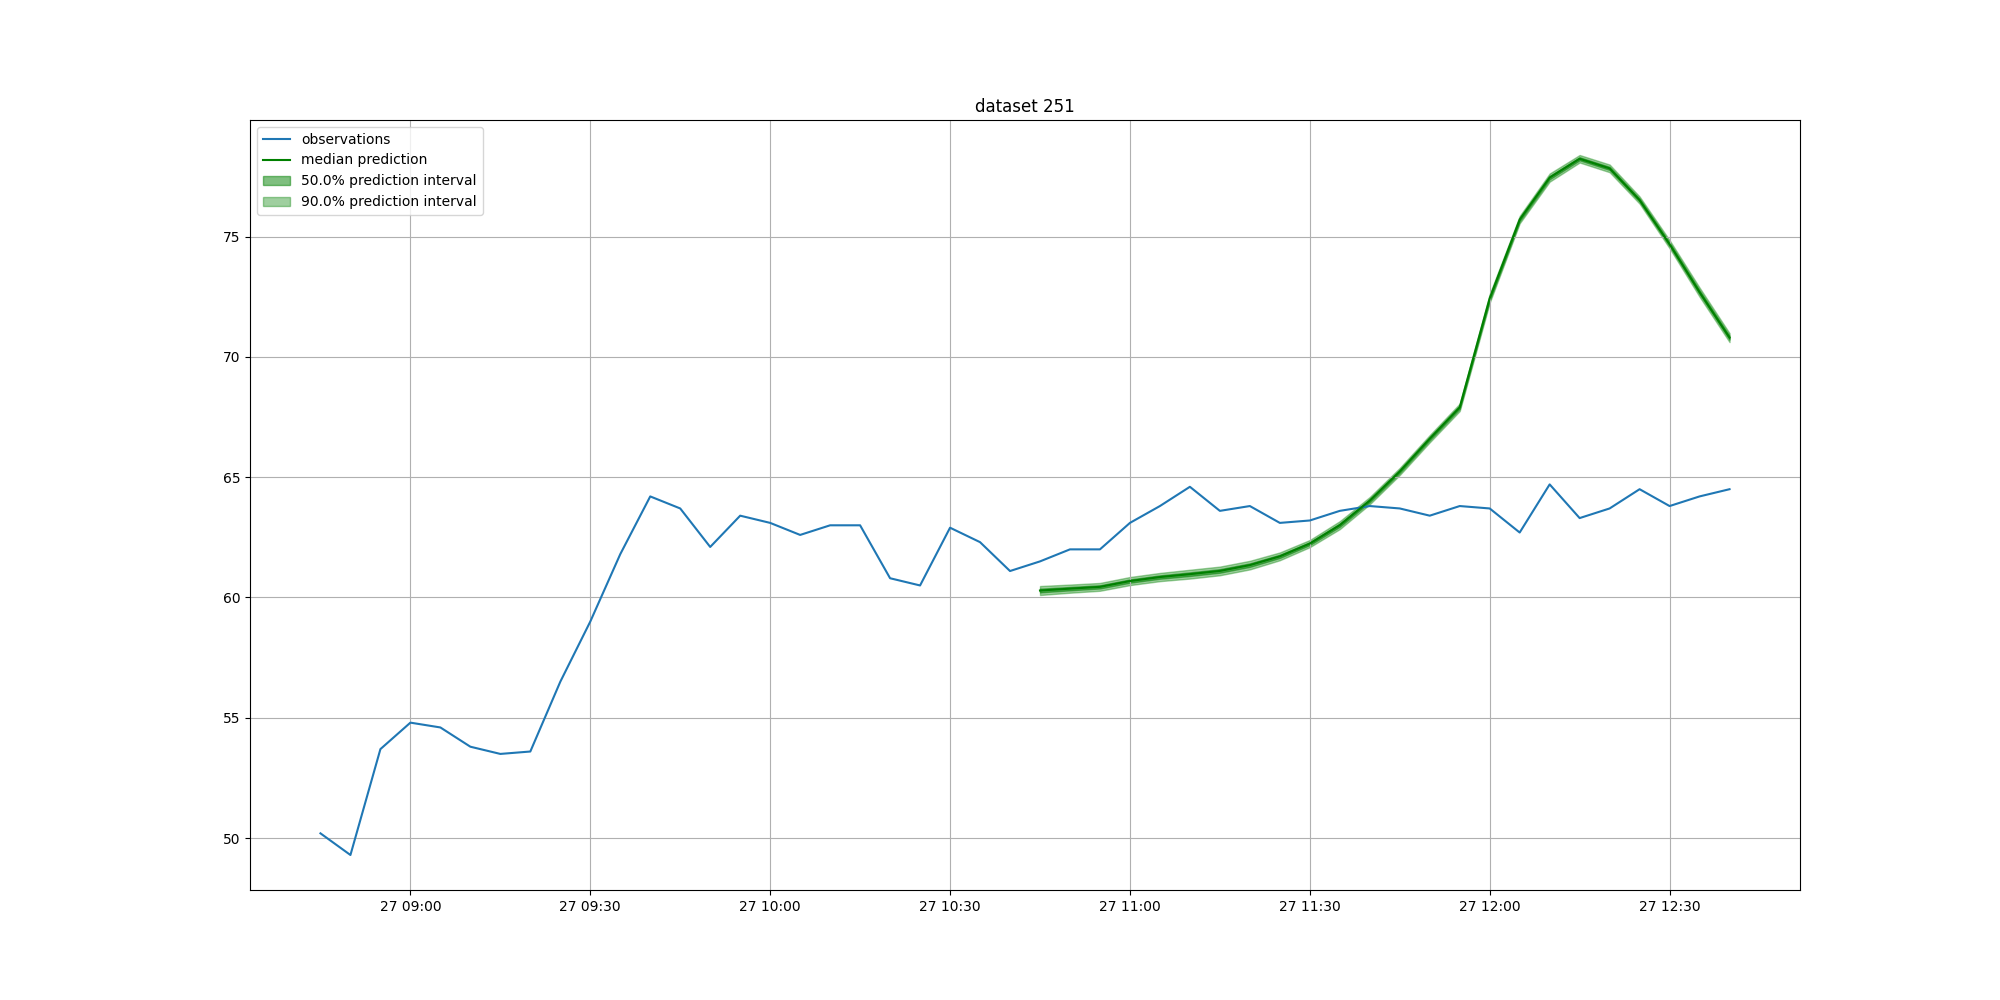 dataset 251
observations
median prediction
50.0% prediction interval
90.0% prediction interval
75
70
65
60
55
50
27 09:00
27 09:30
27 10:00
27 10:30
27 11:00
27 11:30
27 12:00
27 12:30